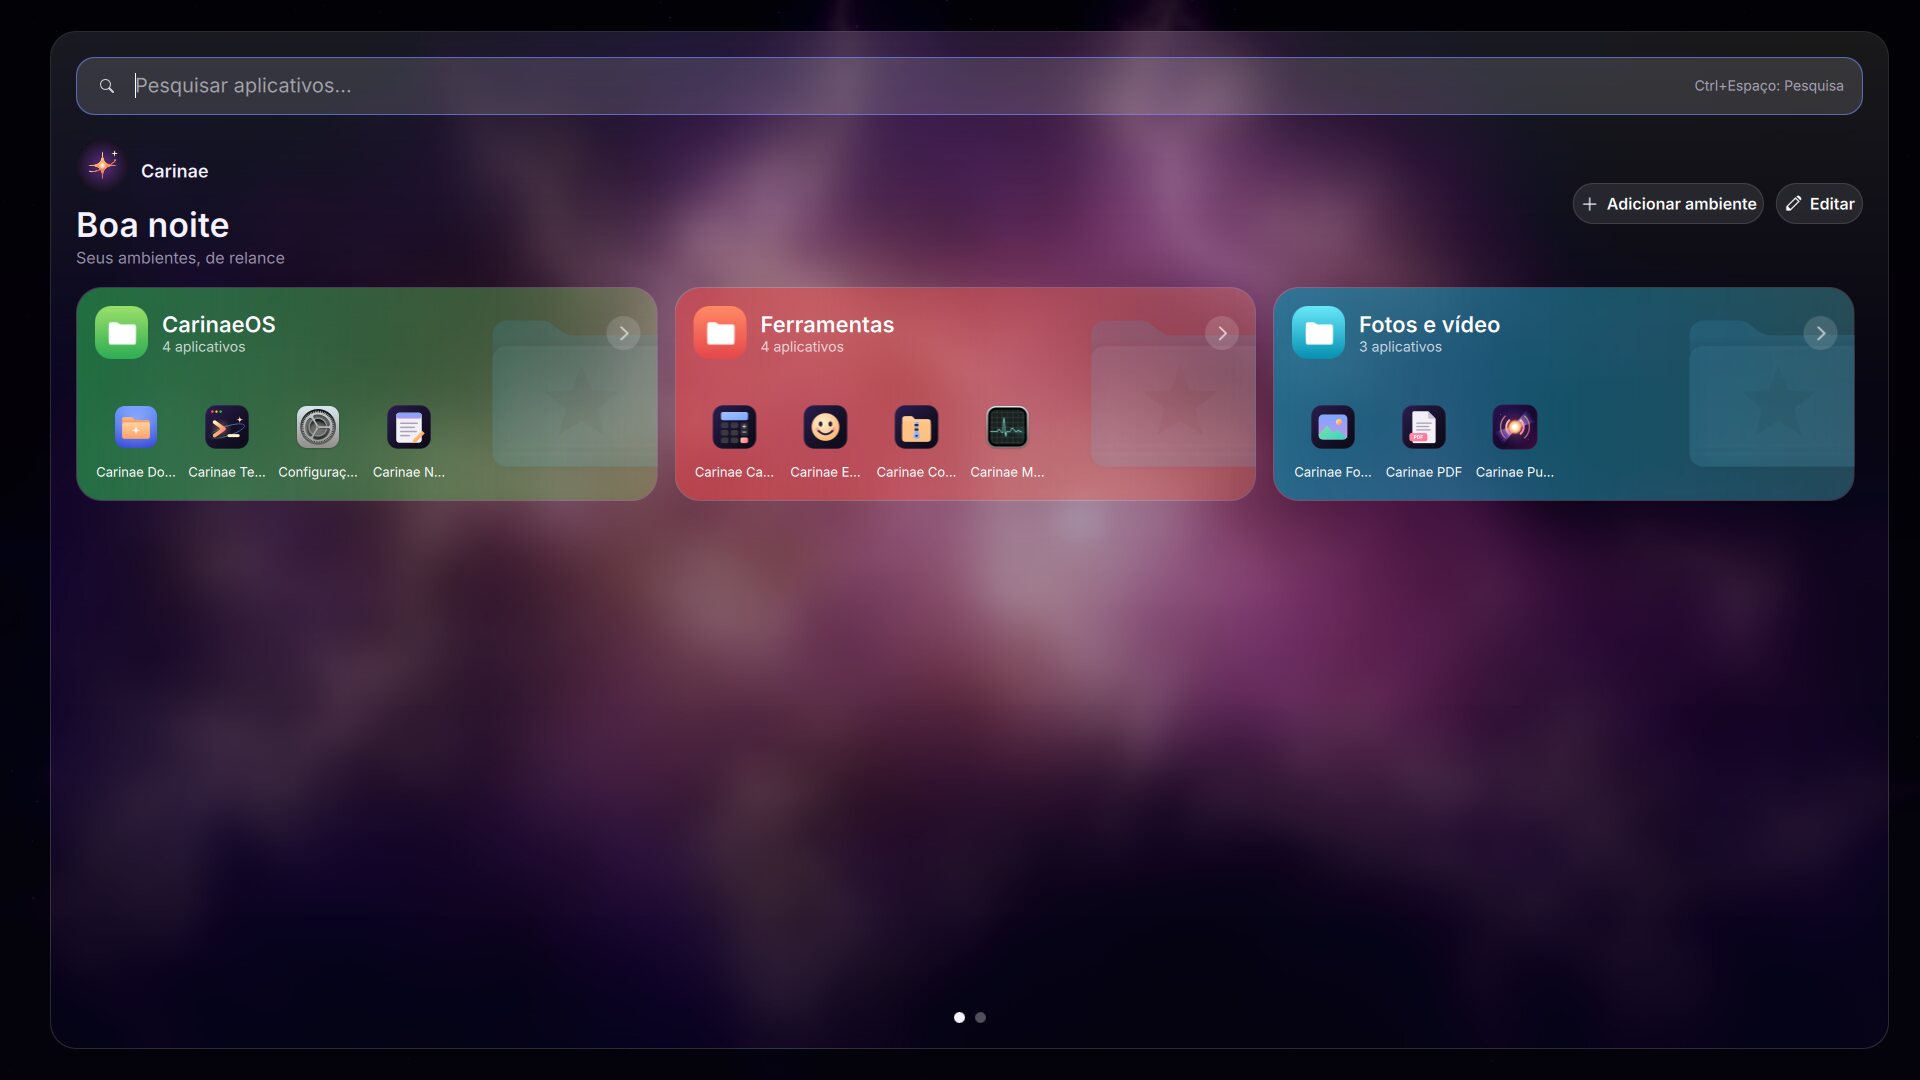 Pesquisar aplicativos...
Ctrl+Espaço: Pesquisa
Carinae
Boa noite
Seus ambientes, de relance
Adicionar ambiente
Editar
CarinaeOS
4 aplicativos
Carinae Do...
Carinae Te...
Configuraç...
Carinae N...
Ferramentas
4 aplicativos
Carinae Ca...
Carinae E...
Carinae Co...
Carinae M...
Fotos e vídeo
3 aplicativos
Carinae Fo...
Carinae PDF
Carinae Pu...
PDF